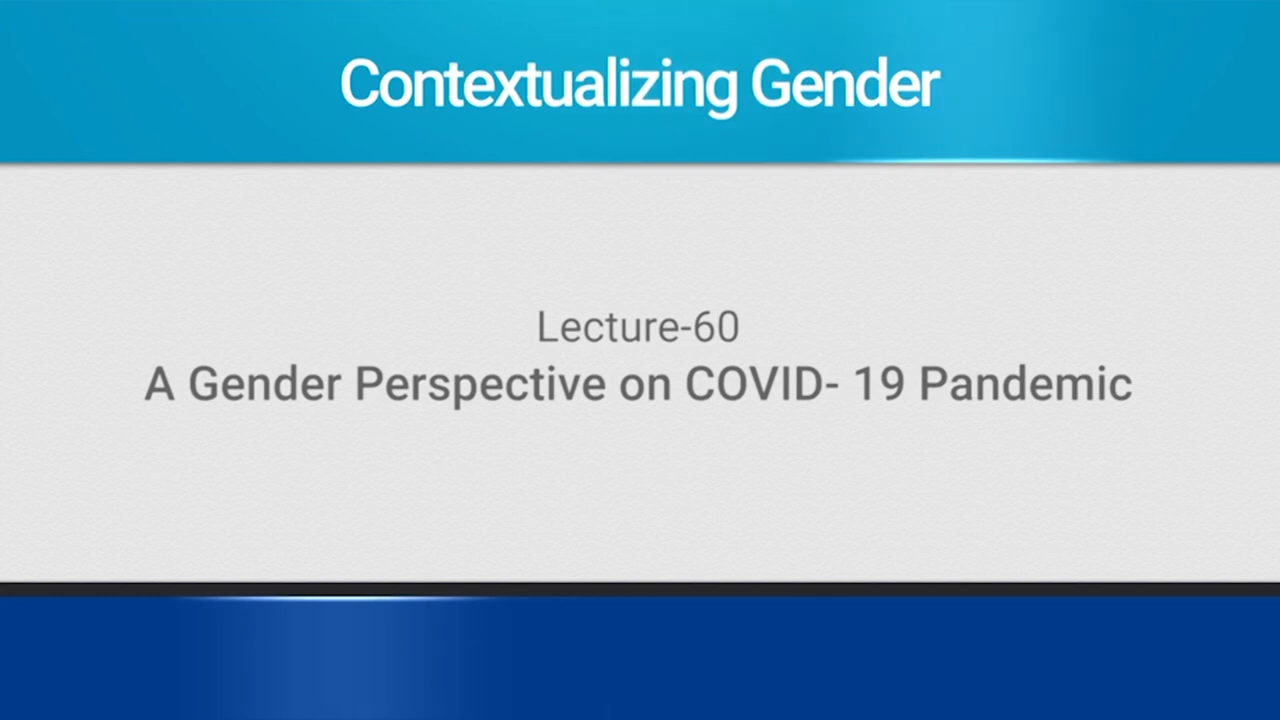 Contextualizing Gender
Lecture-60
A Gender Perspective on COVID- 19 Pandemic